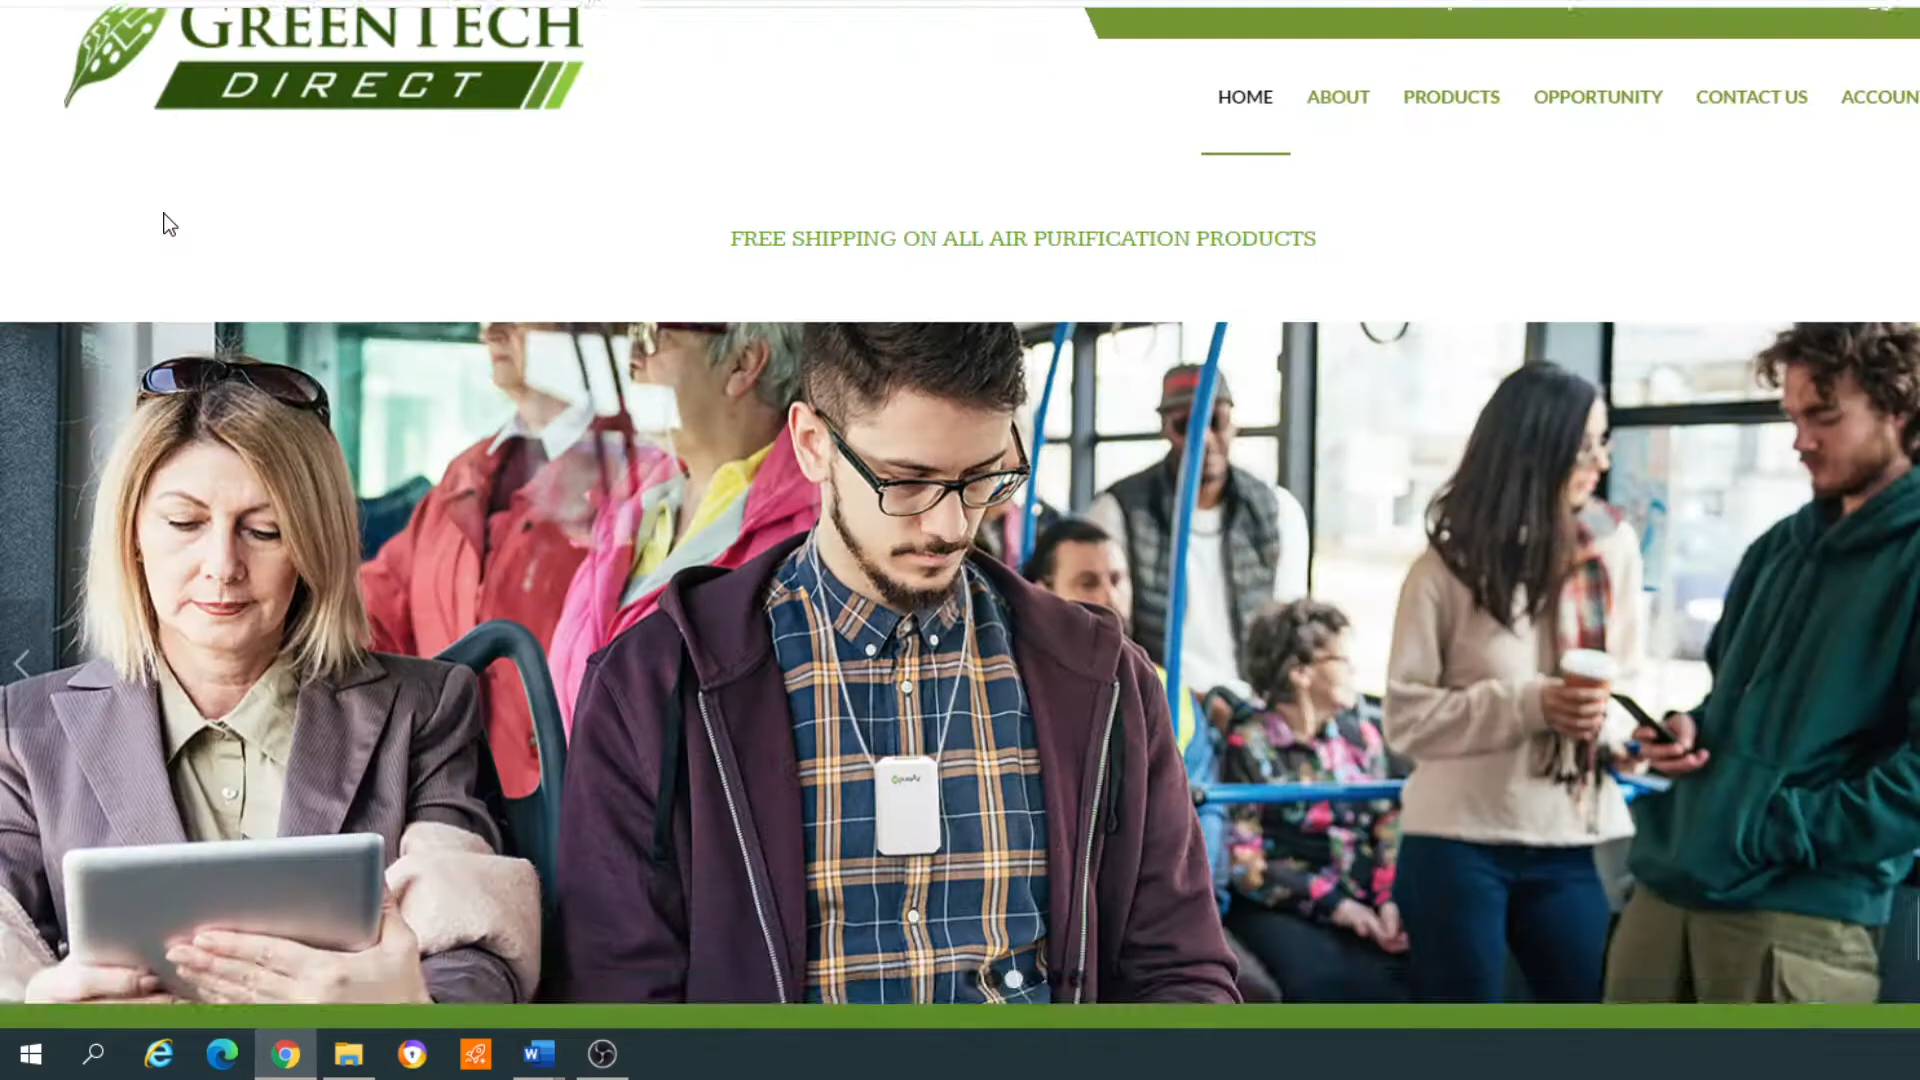 GREENTECH
DIRECT
HOME ABOUT PRODUCTS OPPORTUNITY CONTACT US ACCOUN
FREE SHIPPING ON ALL AIR PURIFICATION PRODUCTS